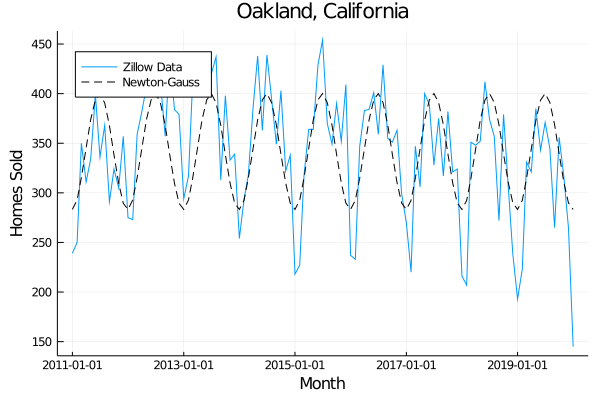 Oakland, California
Zillow Data
Newton-Gauss
Homes Sold
450
400
350
300
250
200
150
2011-01-01 2013-01-01 2015-01-01 2017-01-01 2019-01-01
Month